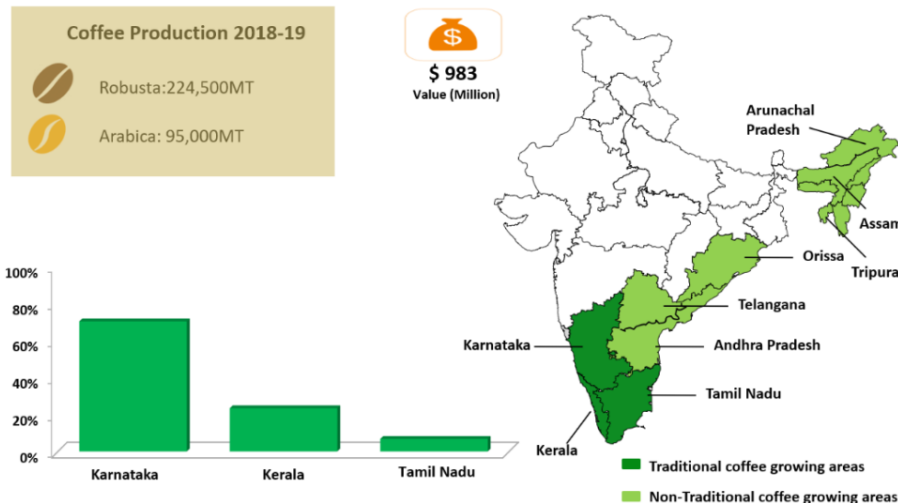 Coffee Production 2018-19
Robusta:224,500MT
Arabica: 95,000MT
$ 983
Value (Million)
Arunachal
Pradesh
Assam
Orissa
Tripura
Telangana
Karnataka
Andhra Pradesh
Tamil Nadu
Kerala
Traditional coffee growing areas
Non-Traditional coffee growing areas
100%
80%
60%
40%
20%
0%
Karnataka
Kerala
Tamil Nadu